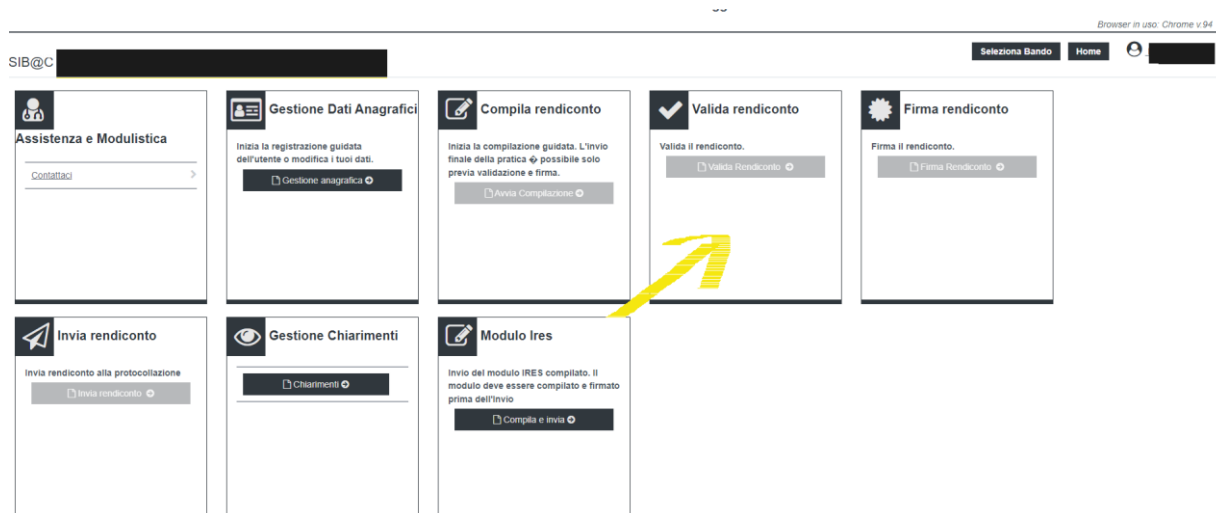 Browser in uso: Chrome v.94
SIB@C
Seleziona Bando
Home
Assistenza e Modulistica
Contattaci
Gestione Dati Anagrafici
Inizia la registrazione guidata
dell'utente o modifica i tuoi dati.
Gestione anagrafica
Compila rendiconto
Inizia la compilazione guidata. L'invio
finale della pratica � possibile solo
previa validazione e firma.
Avvia Compilazione
Valida rendiconto
Valida il rendiconto.
Valida Rendiconto
Firma rendiconto
Firma il rendiconto.
Firma Rendiconto
Invia rendiconto
Invia rendiconto alla protocollazione
Invia rendiconto
Gestione Chiarimenti
Chiarimenti
Modulo Ires
Invio del modulo IRES compilato. Il
modulo deve essere compilato e firmato
prima dell'Invio
Compila e invia